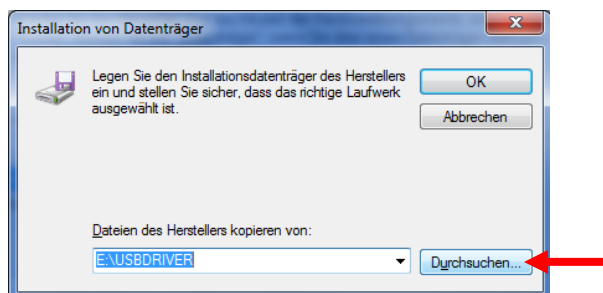 Installation von Datenträger
Legen Sie den Installationsdatenträger des Herstellers
ein und stellen Sie sicher, dass das richtige Laufwerk
ausgewählt ist.
OK
Abbrechen
Dateien des Herstellers kopieren von:
E:\USBDRIVER
Durchsuchen...